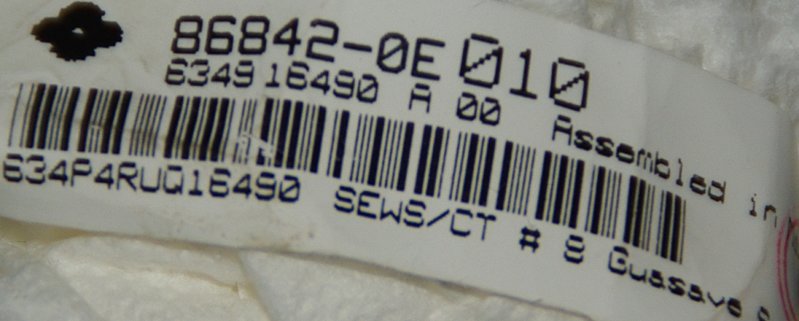 86842-0E010
634916490 A 00 Assembled in
634P4RUQ16490 SEWS/CT # 8 Guasave S